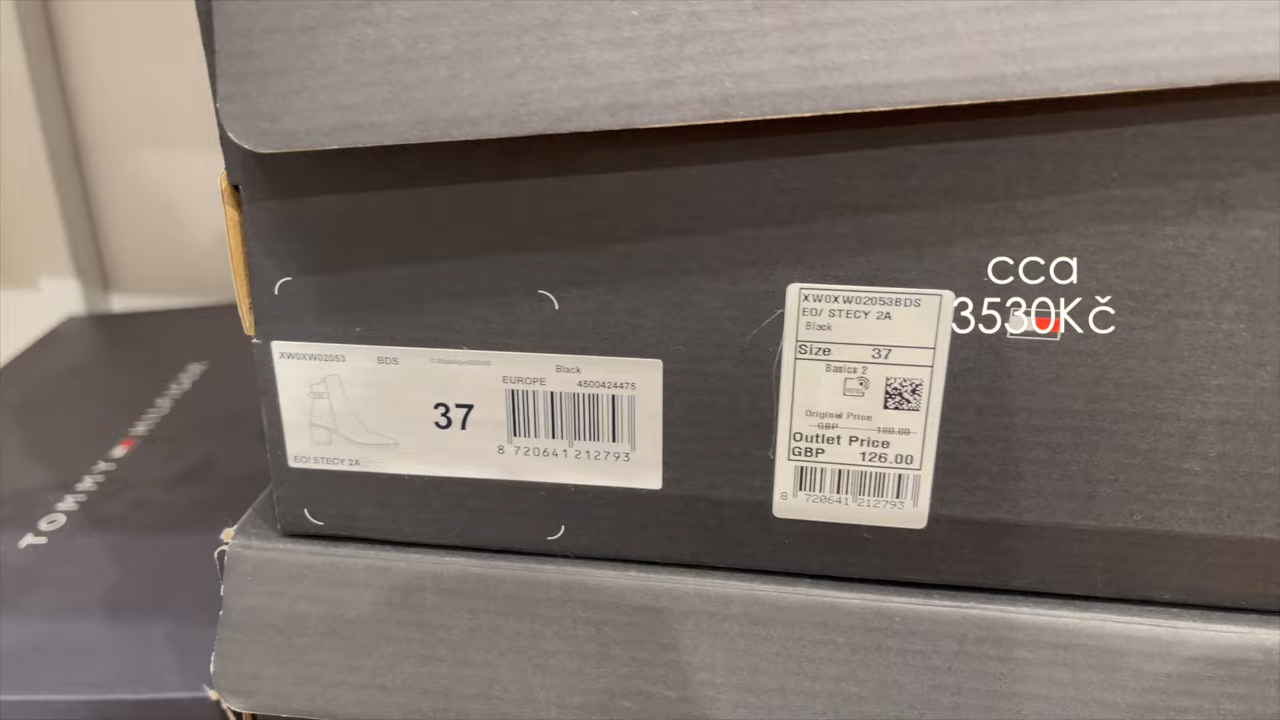 cca
3530Kč
XW0XW02053BDS
EO/ STECY 2A
Black
Size 37
Basics 2
RFID
Original Price
GBP 180.00
Outlet Price
GBP 126.00
8 720641 212793
XW0XW02053 BDS
Black
EUROPE 4500424475
37
8 720641 212793
EO/ STECY 2A
TOMMY HILFIGER